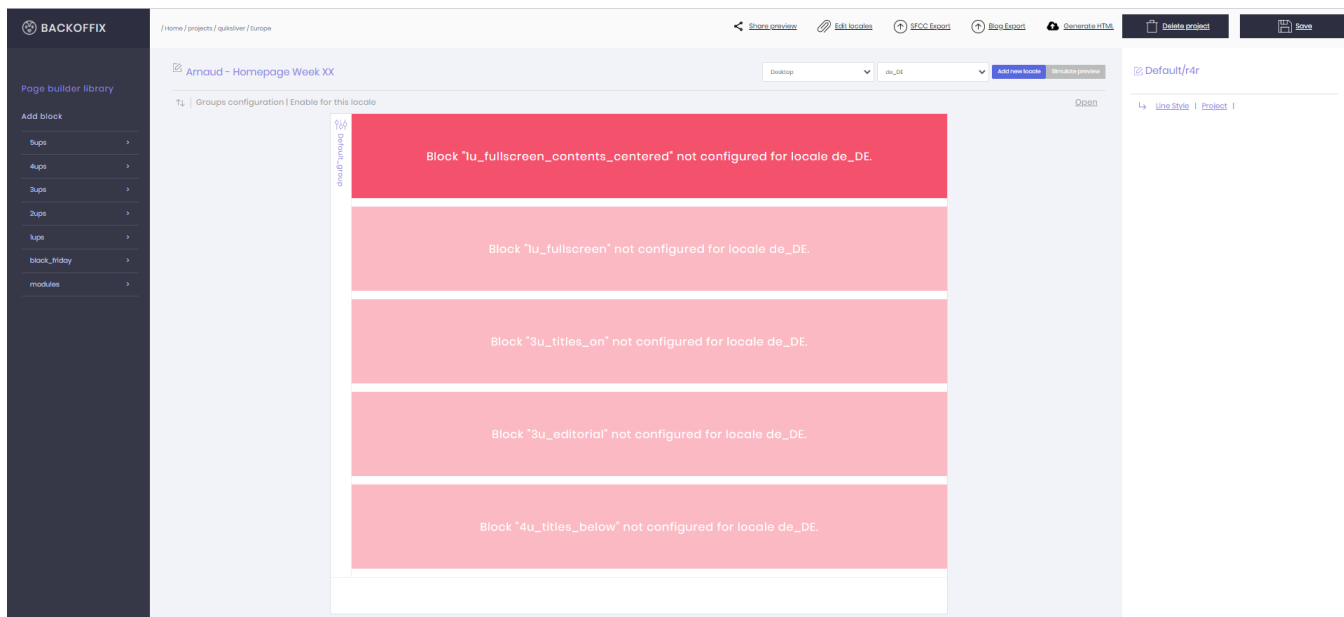 BACKOFFIX
/ Home / projects / quiksilver / Europe
Share preview
Edit locales
SFCC Export
Blog Export
Generate HTML
Delete project
Save
Page builder library
Add block
5ups
4ups
3ups
2ups
1ups
black_friday
modules
Arnaud - Homepage Week XX
Desktop
de_DE
Add new locale
Simulate preview
Groups configuration | Enable for this locale
Open
Default_group
Block "1u_fullscreen_contents_centered" not configured for locale de_DE.
Block "1u_fullscreen" not configured for locale de_DE.
Block "3u_titles_on" not configured for locale de_DE.
Block "3u_editorial" not configured for locale de_DE.
Block "4u_titles_below" not configured for locale de_DE.
Default/r4r
Line Style | Project |